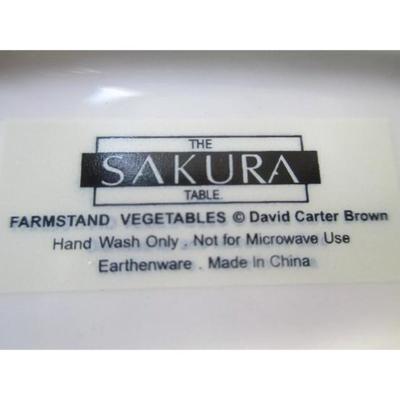 THE
SAKURA
TABLE
FARMSTAND VEGETABLES © David Carter Brown
Hand Wash Only . Not for Microwave Use
Earthenware . Made In China